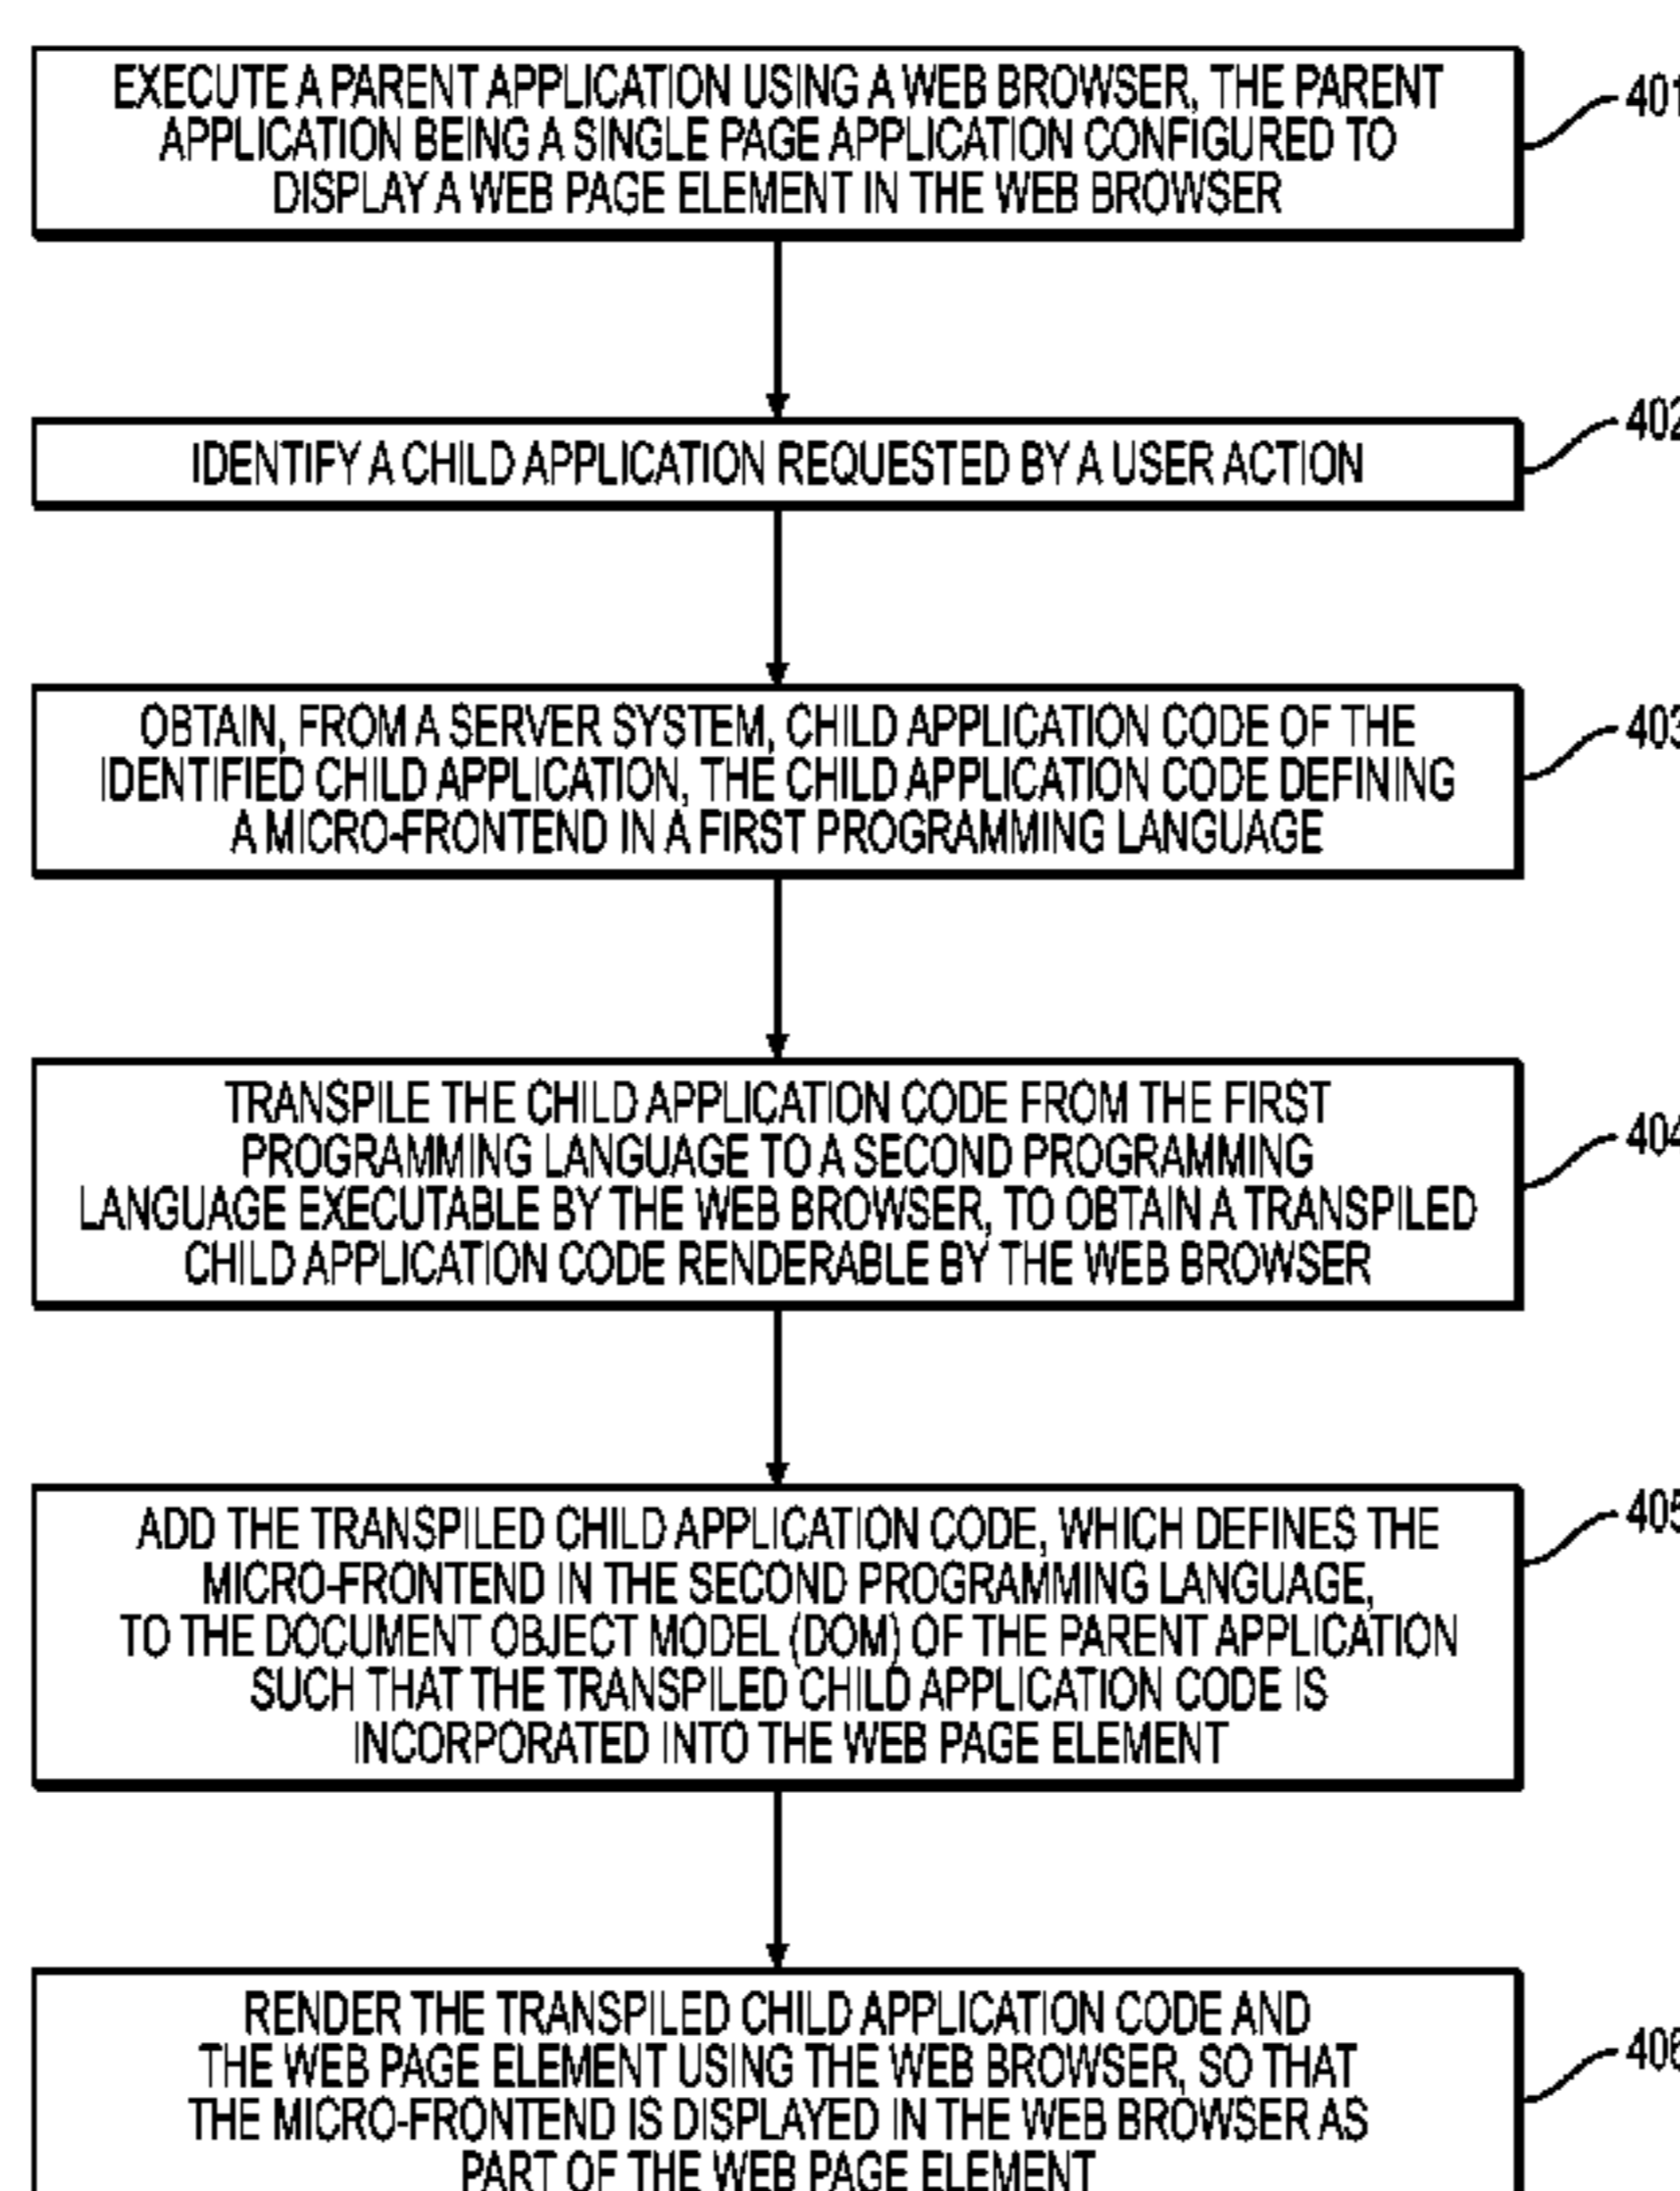 EXECUTE A PARENT APPLICATION USING A WEB BROWSER, THE PARENT
APPLICATION BEING A SINGLE PAGE APPLICATION CONFIGURED TO
DISPLAY A WEB PAGE ELEMENT IN THE WEB BROWSER
401
IDENTIFY A CHILD APPLICATION REQUESTED BY A USER ACTION
402
OBTAIN, FROM A SERVER SYSTEM, CHILD APPLICATION CODE OF THE
IDENTIFIED CHILD APPLICATION, THE CHILD APPLICATION CODE DEFINING
A MICRO-FRONTEND IN A FIRST PROGRAMMING LANGUAGE
403
TRANSPILE THE CHILD APPLICATION CODE FROM THE FIRST
PROGRAMMING LANGUAGE TO A SECOND PROGRAMMING
LANGUAGE EXECUTABLE BY THE WEB BROWSER, TO OBTAIN A TRANSPILED
CHILD APPLICATION CODE RENDERABLE BY THE WEB BROWSER
404
ADD THE TRANSPILED CHILD APPLICATION CODE, WHICH DEFINES THE
MICRO-FRONTEND IN THE SECOND PROGRAMMING LANGUAGE,
TO THE DOCUMENT OBJECT MODEL (DOM) OF THE PARENT APPLICATION
SUCH THAT THE TRANSPILED CHILD APPLICATION CODE IS
INCORPORATED INTO THE WEB PAGE ELEMENT
405
RENDER THE TRANSPILED CHILD APPLICATION CODE AND
THE WEB PAGE ELEMENT USING THE WEB BROWSER, SO THAT
THE MICRO-FRONTEND IS DISPLAYED IN THE WEB BROWSER AS
PART OF THE WEB PAGE ELEMENT
406